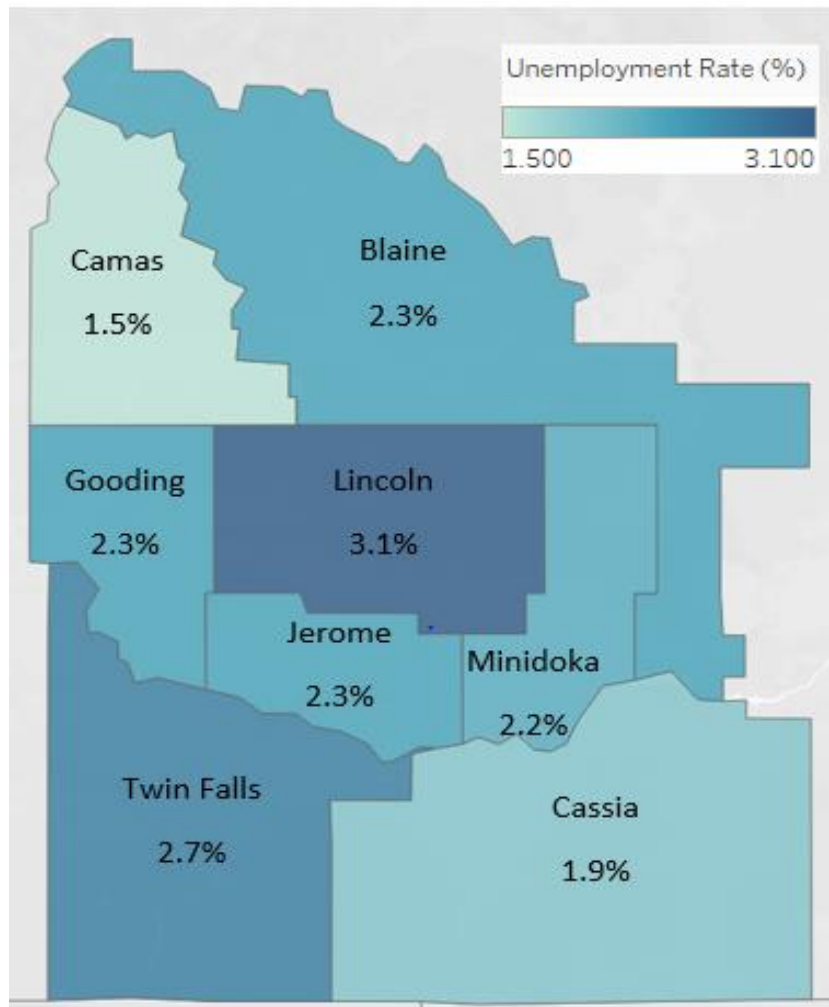 Unemployment Rate (%)
1.500 3.100
Camas
1.5%
Blaine
2.3%
Gooding
2.3%
Lincoln
3.1%
Jerome
2.3%
Minidoka
2.2%
Twin Falls
2.7%
Cassia
1.9%